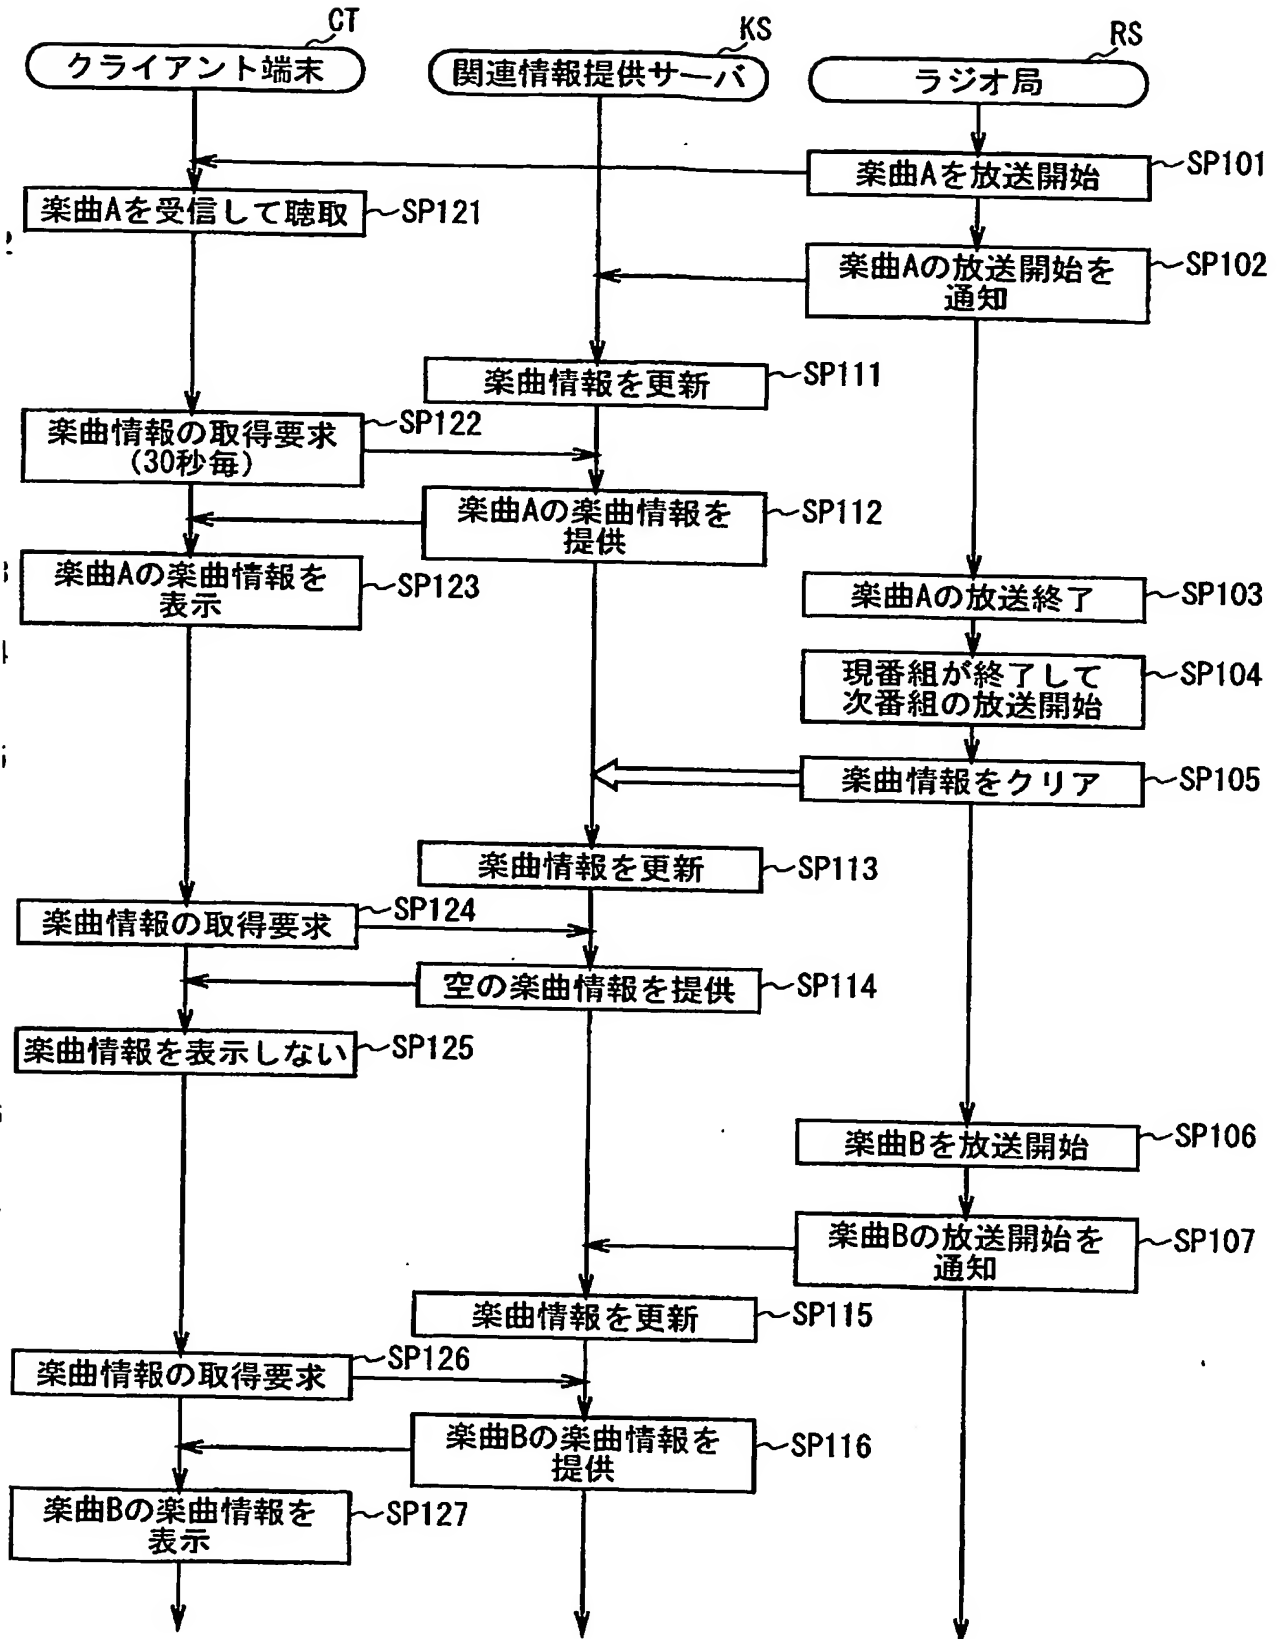 CT
クライアント端末
KS
関連情報提供サーバ
RS
ラジオ局
楽曲Aを放送開始
SP101
楽曲Aを受信して聴取
SP121
楽曲Aの放送開始を
通知
SP102
楽曲情報を更新
SP111
楽曲情報の取得要求
(30秒毎)
SP122
楽曲Aの楽曲情報を
提供
SP112
楽曲Aの楽曲情報を
表示
SP123
楽曲Aの放送終了
SP103
現番組が終了して
次番組の放送開始
SP104
楽曲情報をクリア
SP105
楽曲情報を更新
SP113
楽曲情報の取得要求
SP124
空の楽曲情報を提供
SP114
楽曲情報を表示しない
SP125
楽曲Bを放送開始
SP106
楽曲Bの放送開始を
通知
SP107
楽曲情報を更新
SP115
楽曲情報の取得要求
SP126
楽曲Bの楽曲情報を
提供
SP116
楽曲Bの楽曲情報を
表示
SP127